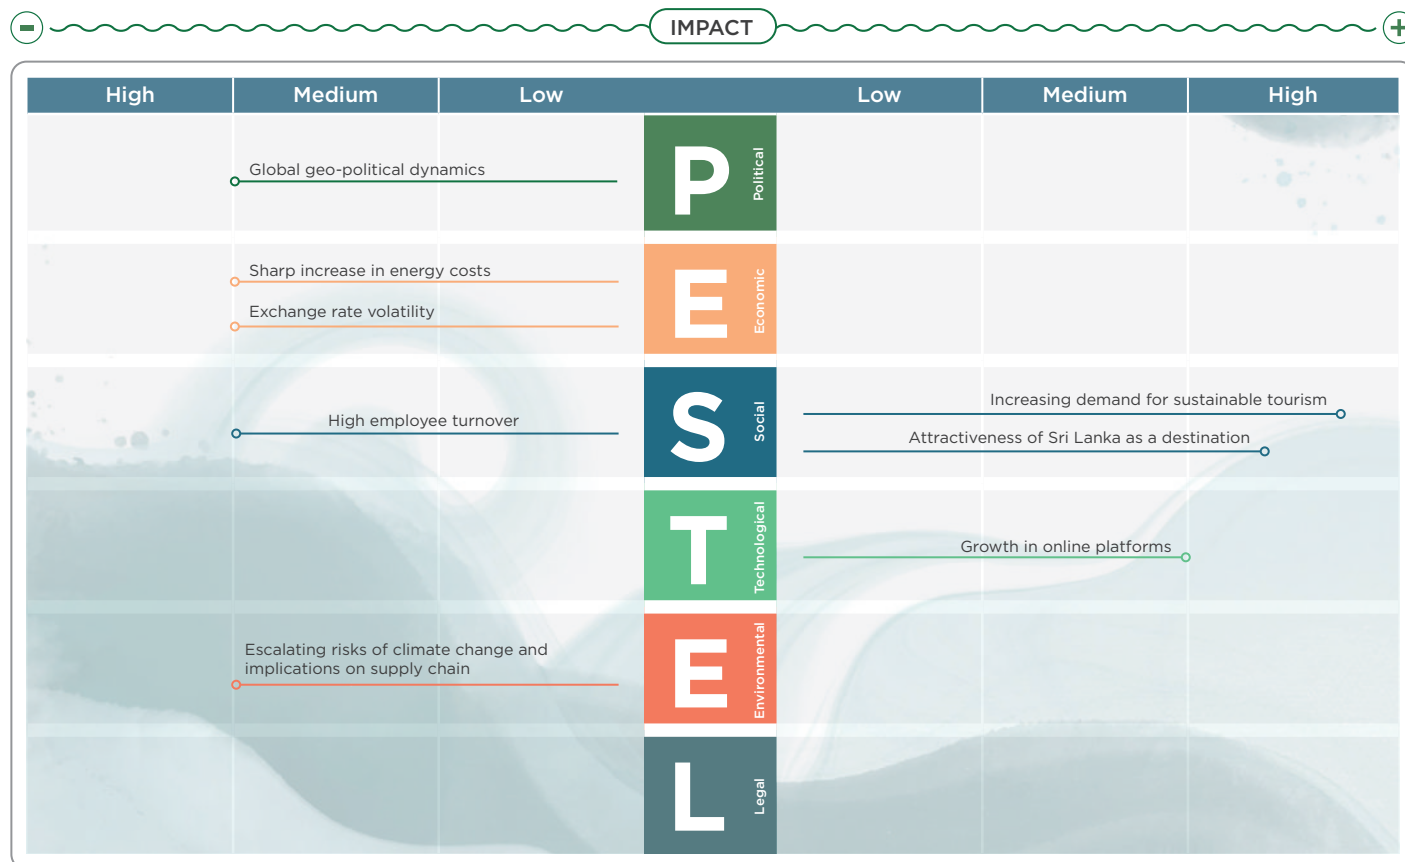 IMPACT
High Medium Low Low Medium High
Global geo-political dynamics
P
Political
Sharp increase in energy costs
Exchange rate volatility
E
Economic
High employee turnover
S
Social
Increasing demand for sustainable tourism
Attractiveness of Sri Lanka as a destination
T
Technological
Growth in online platforms
Escalating risks of climate change and
implications on supply chain
E
Environmental
L
Legal